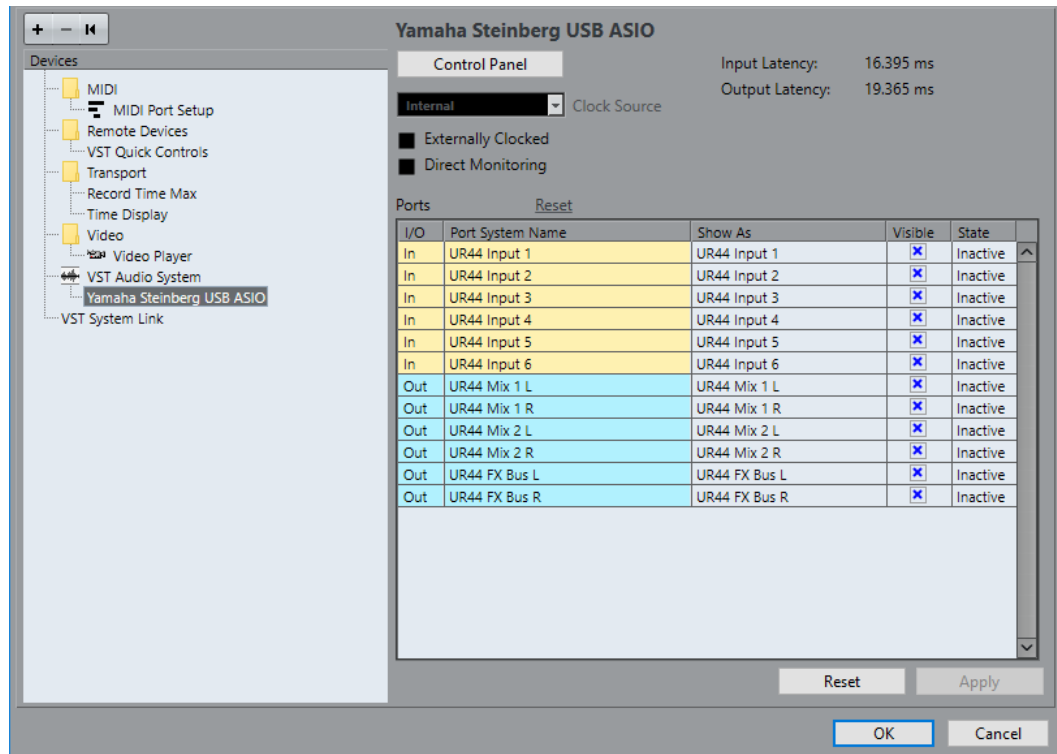 Yamaha Steinberg USB ASIO
Devices
MIDI
MIDI Port Setup
Remote Devices
VST Quick Controls
Transport
Record Time Max
Time Display
Video
Video Player
VST Audio System
Yamaha Steinberg USB ASIO
VST System Link
Control Panel
Input Latency: 16.395 ms
Output Latency: 19.365 ms
Internal Clock Source
Externally Clocked
Direct Monitoring
Ports Reset
I/O Port System Name Show As Visible State
In UR44 Input 1 UR44 Input 1 Inactive
In UR44 Input 2 UR44 Input 2 Inactive
In UR44 Input 3 UR44 Input 3 Inactive
In UR44 Input 4 UR44 Input 4 Inactive
In UR44 Input 5 UR44 Input 5 Inactive
In UR44 Input 6 UR44 Input 6 Inactive
Out UR44 Mix 1 L UR44 Mix 1 L Inactive
Out UR44 Mix 1 R UR44 Mix 1 R Inactive
Out UR44 Mix 2 L UR44 Mix 2 L Inactive
Out UR44 Mix 2 R UR44 Mix 2 R Inactive
Out UR44 FX Bus L UR44 FX Bus L Inactive
Out UR44 FX Bus R UR44 FX Bus R Inactive
Reset Apply
OK Cancel